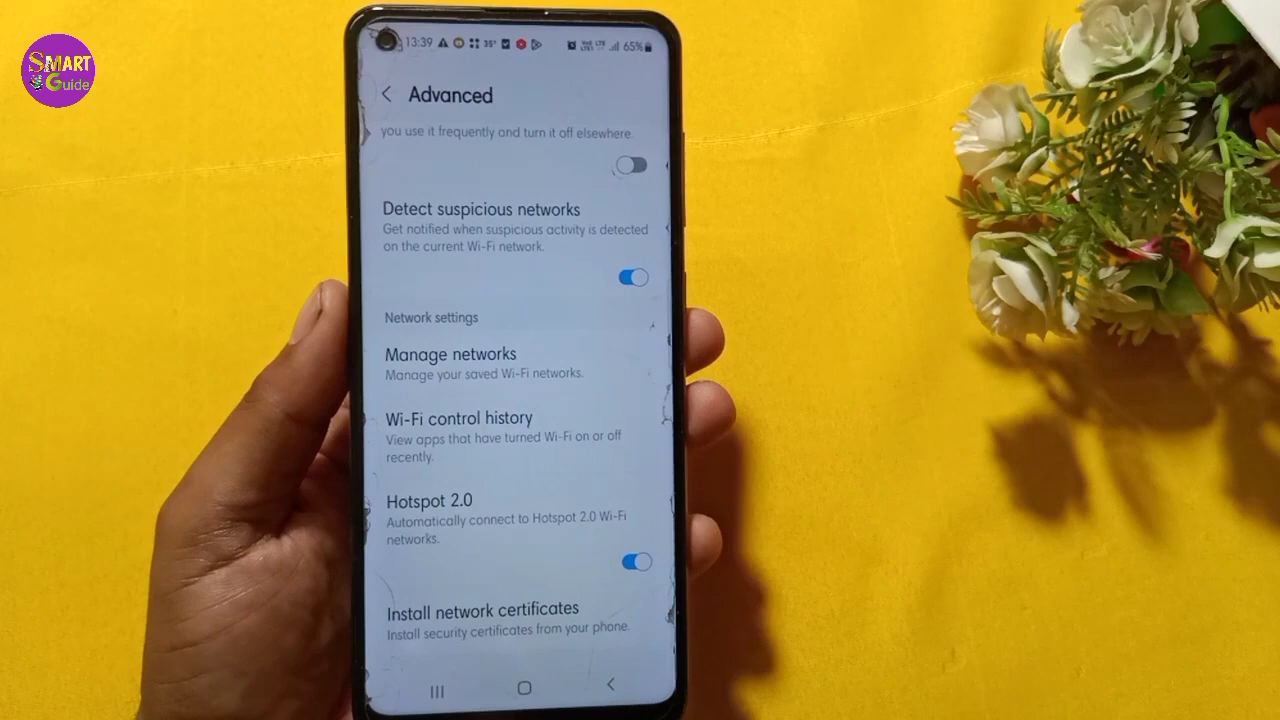 SMART
Guide
13:39 35° VoLTE1 LTE 65%
Advanced
you use it frequently and turn it off elsewhere.
Detect suspicious networks
Get notified when suspicious activity is detected
on the current Wi-Fi network.
Network settings
Manage networks
Manage your saved Wi-Fi networks.
Wi-Fi control history
View apps that have turned Wi-Fi on or off
recently.
Hotspot 2.0
Automatically connect to Hotspot 2.0 Wi-Fi
networks.
Install network certificates
Install security certificates from your phone.